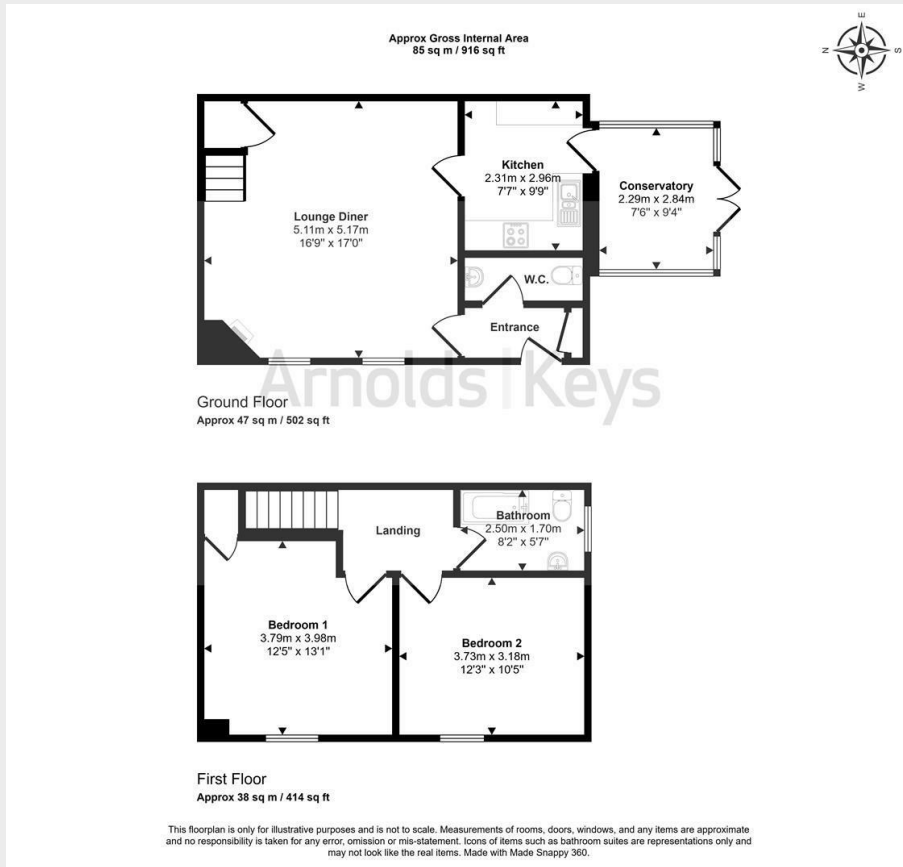 Approx Gross Internal Area
85 sq m / 916 sq ft
E
N
S
W
Kitchen
2.31m x 2.96m
7'7" x 9'9"
Conservatory
2.29m x 2.84m
7'6" x 9'4"
Lounge Diner
5.11m x 5.17m
16'9" x 17'0"
W.C.
Entrance
Arnolds | Keys
Ground Floor
Approx 47 sq m / 502 sq ft
Landing
Bathroom
2.50m x 1.70m
8'2" x 5'7"
Bedroom 1
3.79m x 3.98m
12'5" x 13'1"
Bedroom 2
3.73m x 3.18m
12'3" x 10'5"
First Floor
Approx 38 sq m / 414 sq ft
This floorplan is only for illustrative purposes and is not to scale. Measurements of rooms, doors, windows, and any items are approximate
and no responsibility is taken for any error, omission or mis-statement. Icons of items such as bathroom suites are representations only and
may not look like the real items. Made with Made Snappy 360.